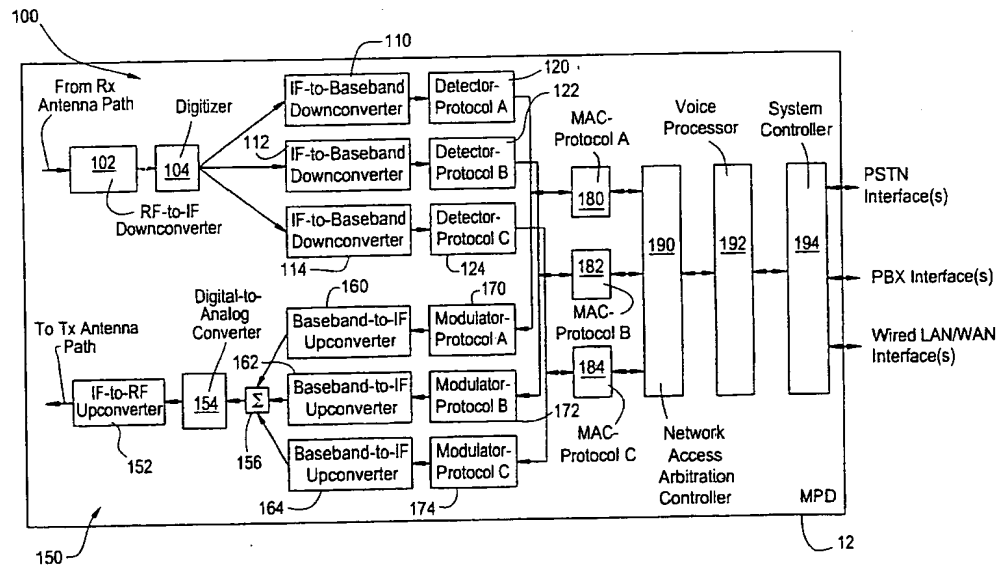 100
110
120
122
From Rx
Antenna Path
Digitizer
IF-to-Baseband
Downconverter
Detector-
Protocol A
MAC-
Protocol A
Voice
Processor
System
Controller
102
104
112
IF-to-Baseband
Downconverter
Detector-
Protocol B
180
PSTN
Interface(s)
RF-to-IF
Downconverter
IF-to-Baseband
Downconverter
Detector-
Protocol C
190
192
194
114
124
182
PBX Interface(s)
160
170
MAC-
Protocol B
Digital-to-
Analog
Converter
Baseband-to-IF
Upconverter
Modulator-
Protocol A
To Tx Antenna
Path
162
184
Wired LAN/WAN
Interface(s)
IF-to-RF
Upconverter
154
Σ
Baseband-to-IF
Upconverter
Modulator-
Protocol B
172
MAC-
Protocol C
152
156
Baseband-to-IF
Upconverter
Modulator-
Protocol C
Network
Access
Arbitration
Controller
164
174
MPD
150
12